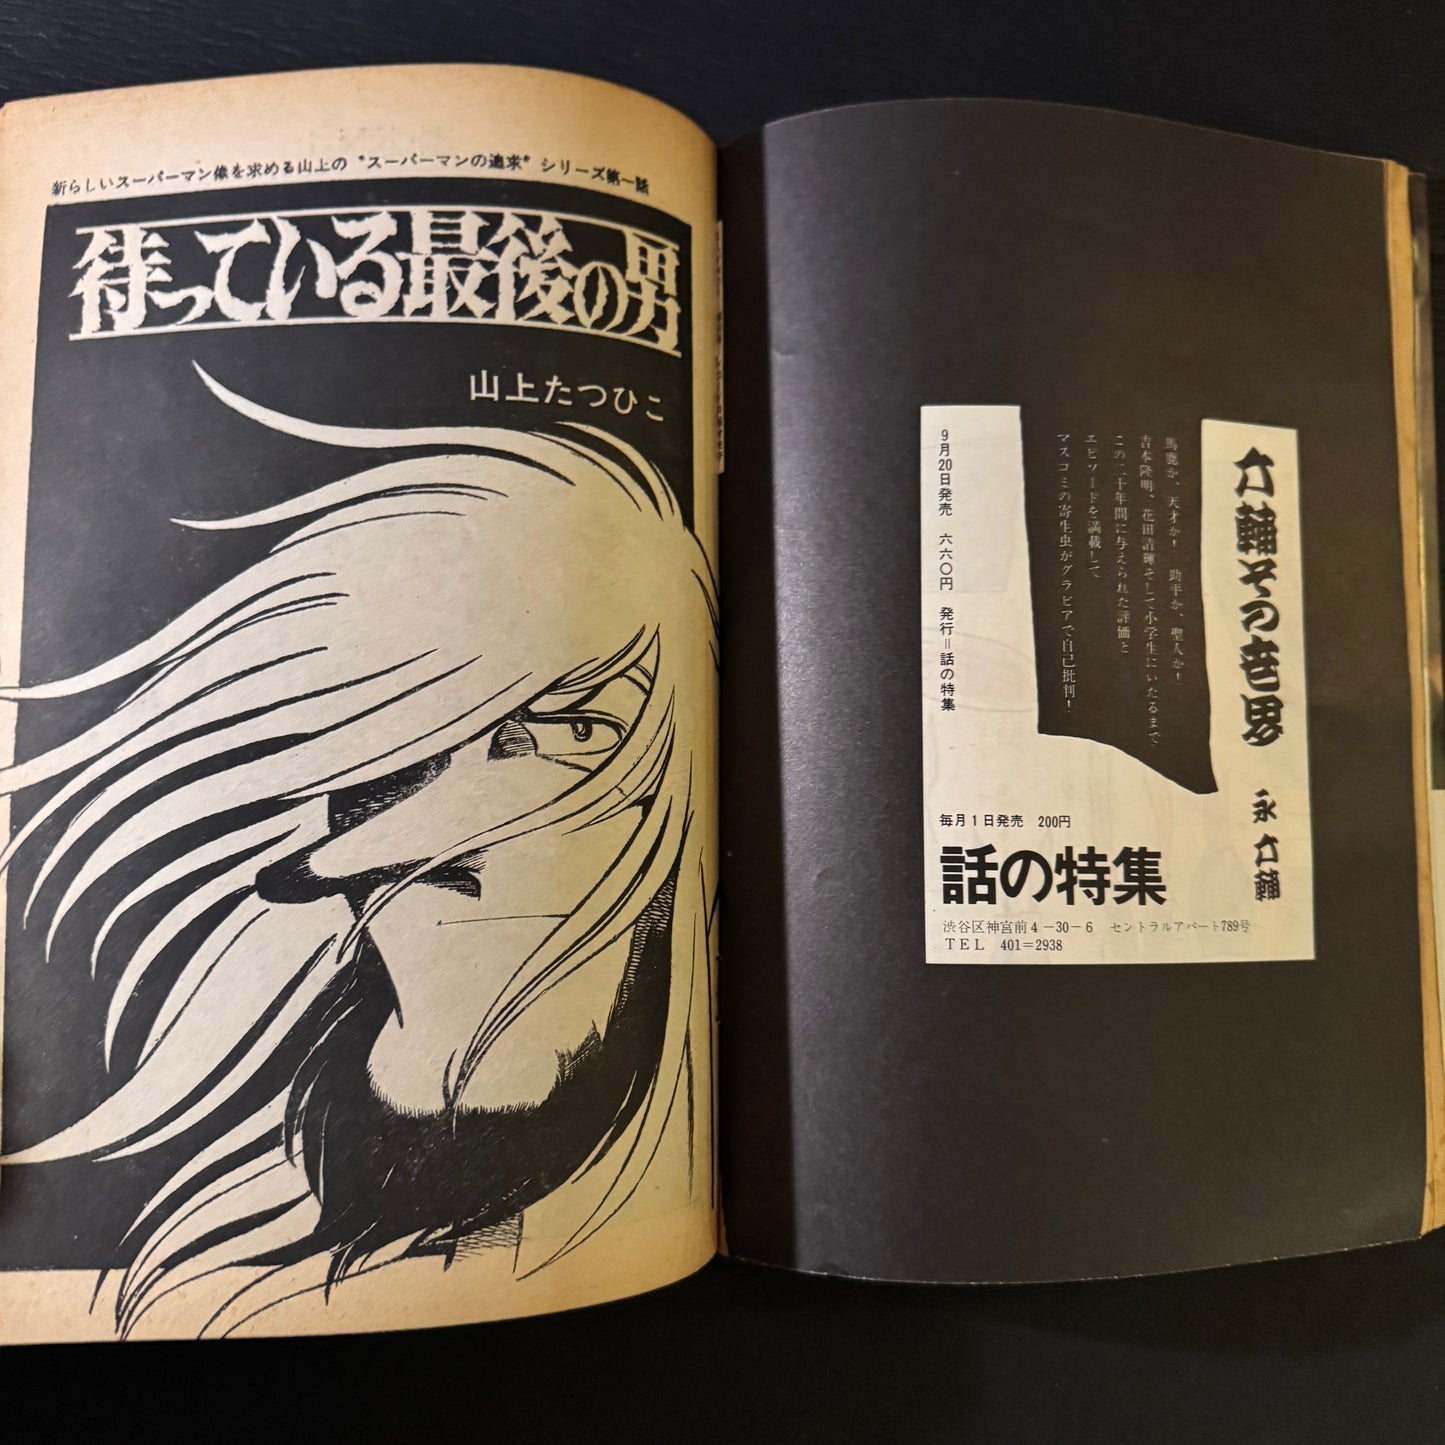 新らしいスーパーマン像を求める山上の〝スーパーマンの追求〟シリーズ第一話
待っている最後の男
山上たつひこ
六輔その世界
永六輔
馬鹿か、天才か！助平か、聖人か！
吉本隆明、花田清輝そして小学生にいたるまで
この二十年間に与えられた評価と
エピソードを満載して
マスコミの寄生虫がグラビアで自己批判！
9月20日発売　六六〇円　発行＝話の特集
毎月1日発売　200円
話の特集
渋谷区神宮前4－30－6　セントラルアパート789号
TEL　401＝2938